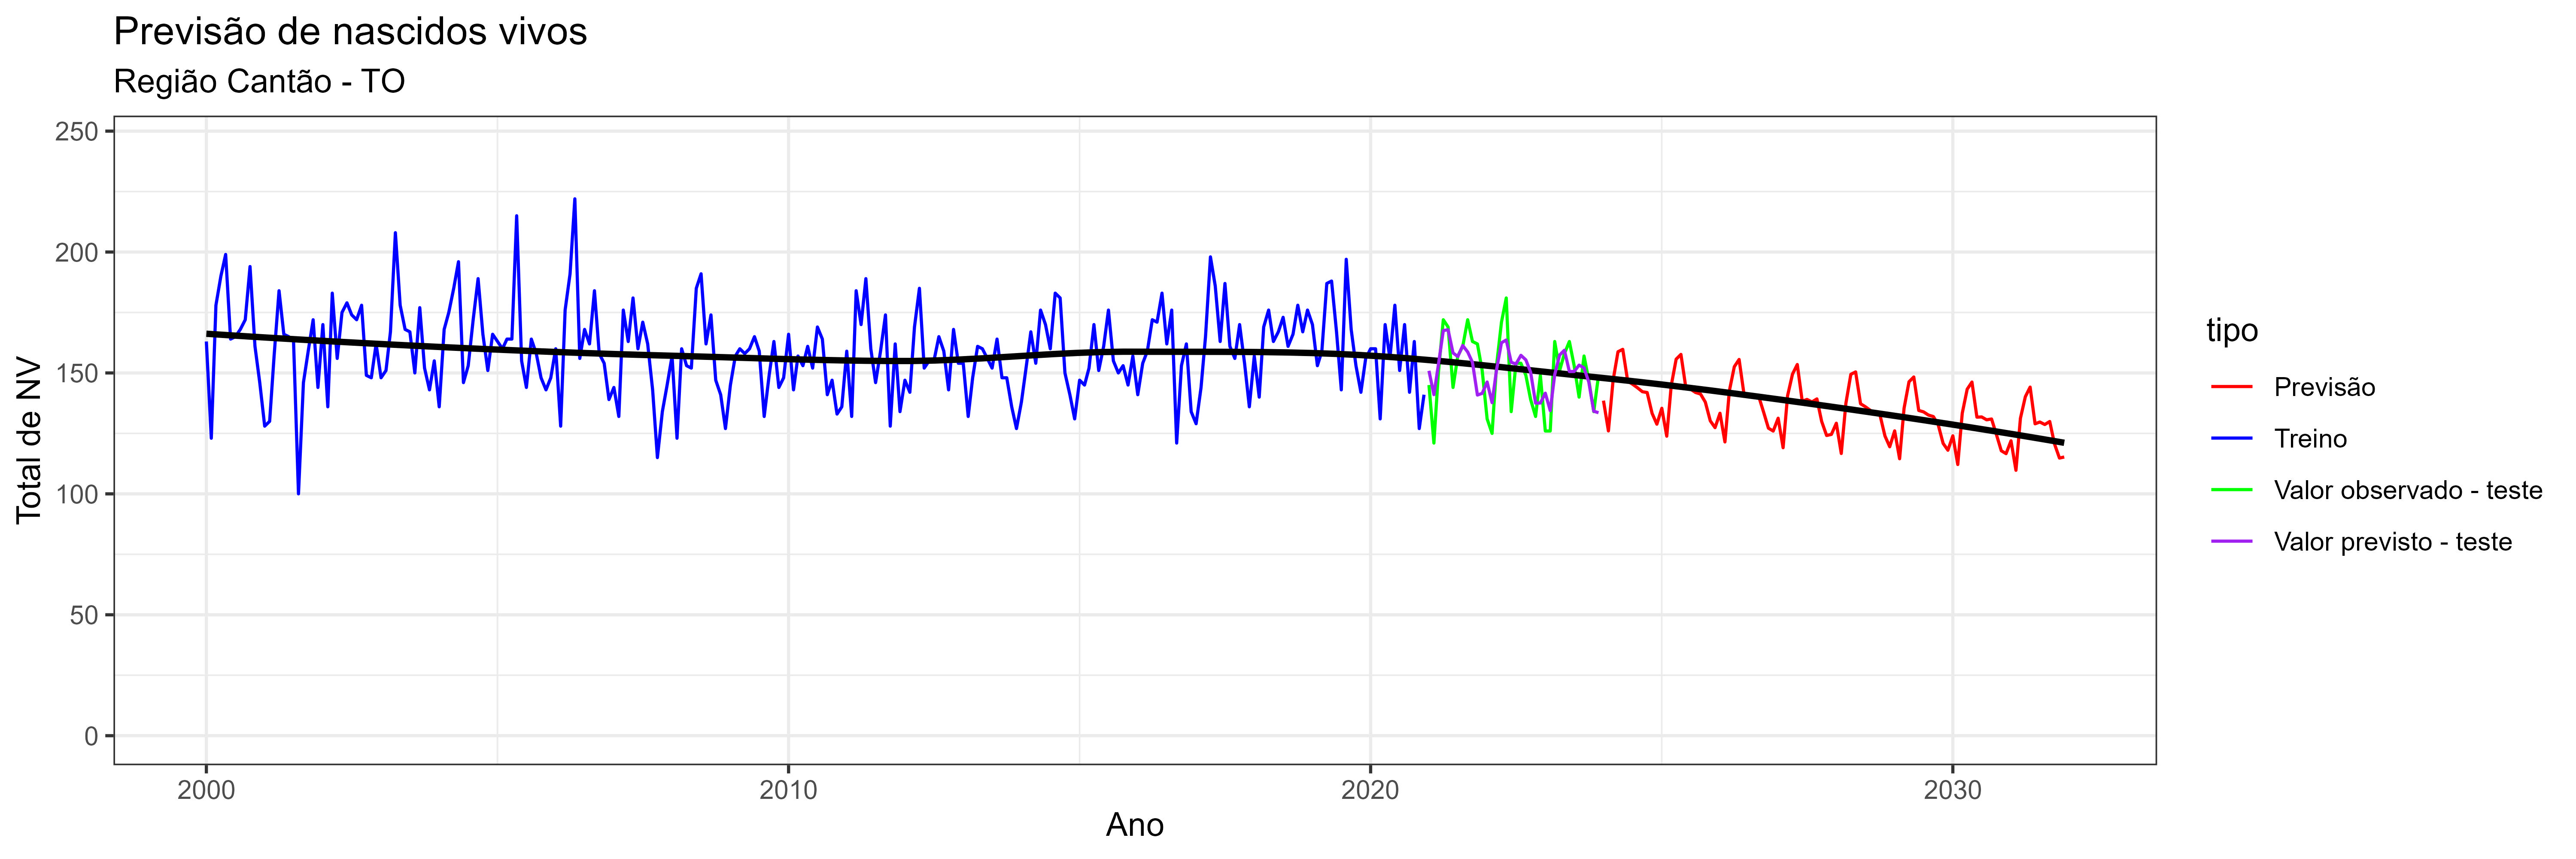 Previsão de nascidos vivos
Região Cantão - TO
250
200
150
100
50
0
Total de NV
2000
2010
2020
2030
Ano
tipo
Previsão
Treino
Valor observado - teste
Valor previsto - teste